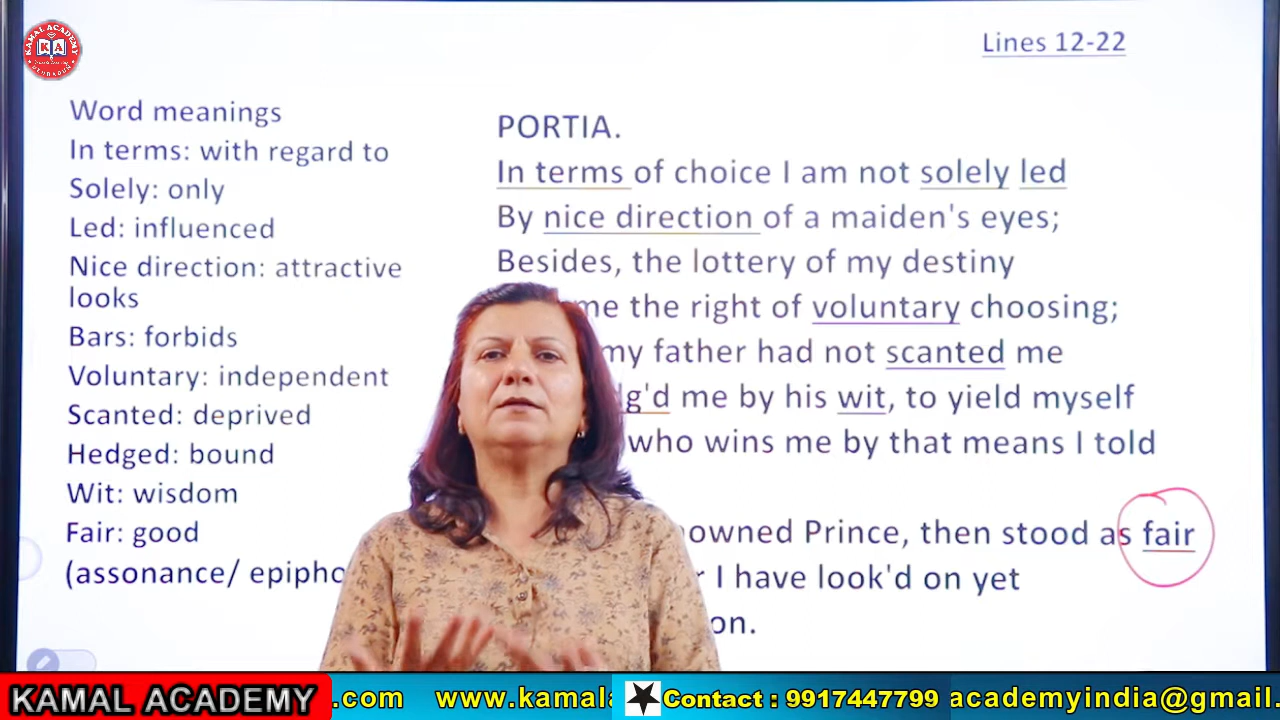 KAMAL ACADEMY
KA
DEHRADUN
Lines 12-22
Word meanings
In terms: with regard to
Solely: only
Led: influenced
Nice direction: attractive
looks
Bars: forbids
Voluntary: independent
Scanted: deprived
Hedged: bound
Wit: wisdom
Fair: good
(assonance/ epipho
PORTIA.
In terms of choice I am not solely led
By nice direction of a maiden's eyes;
Besides, the lottery of my destiny
me the right of voluntary choosing;
my father had not scanted me
g'd me by his wit, to yield myself
who wins me by that means I told
owned Prince, then stood as fair
r I have look'd on yet
on.
KAMAL ACADEMY
.com www.kamala
Contact : 9917447799
academyindia@gmail.